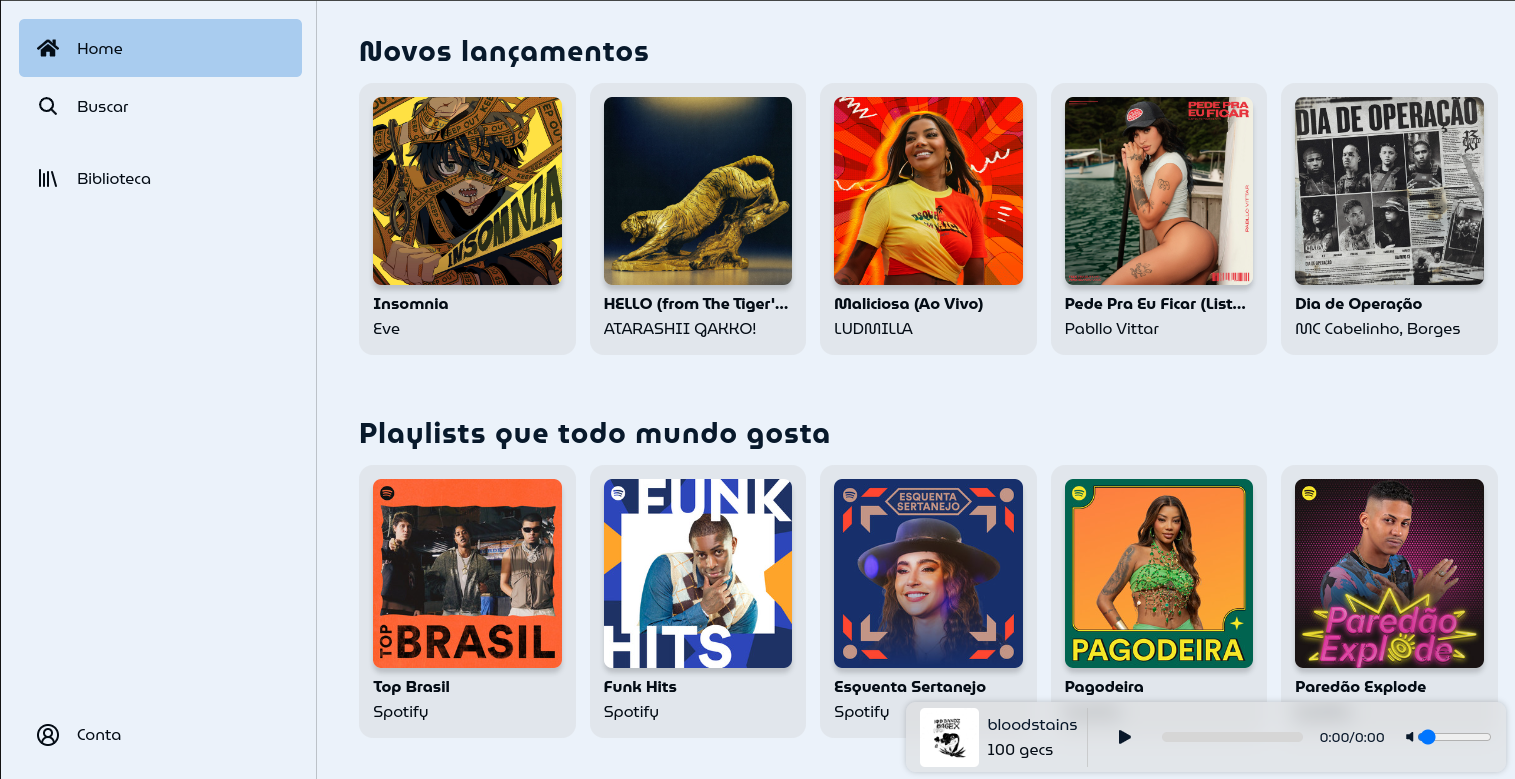 Home
Buscar
Biblioteca
Conta
Novos lançamentos
KEEP OUT
INSOMNIA
Insomnia
Eve
HELLO (from The Tiger'...
ATARASHII GAKKO!
Maliciosa (Ao Vivo)
LUDMILLA
PEDE PRA
EU FICAR
PABLLO VITTAR
Pede Pra Eu Ficar (List...
Pabllo Vittar
DIA DE OPERAÇÃO
Dia de Operação
MC Cabelinho, Borges
Playlists que todo mundo gosta
TOP
BRASIL
Top Brasil
Spotify
FUNK
HITS
Funk Hits
Spotify
ESQUENTA
SERTANEJO
Esquenta Sertanejo
Spotify
PAGODEIRA
Pagodeira
Paredão
Explode
Paredão Explode
bloodstains
100 gecs
0:00/0:00